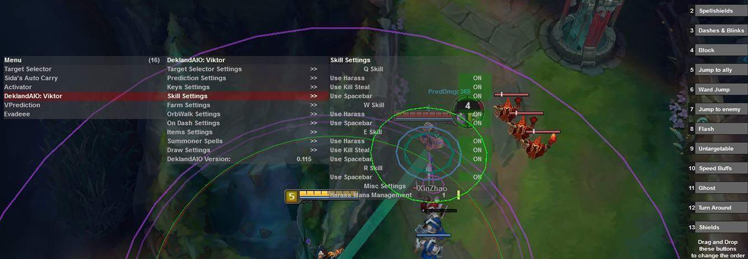 Menu (16)
Target Selector
Sida's Auto Carry
Activator
DeklandAIO: Viktor
VPrediction
Evadeee
DeklandAIO: Viktor
Target Selector Settings >>
Prediction Settings >>
Keys Settings >>
Skill Settings >>
Farm Settings >>
OrbWalk Settings >>
On Dash Settings >>
Items Settings >>
Summoner Spells >>
Draw Settings >>
DeklandAIO Version: 0.115
Skill Settings
Q Skill
Use Harass ON
Use Kill Steal ON
Use Spacebar ON
W Skill
Use Spacebar ON
E Skill
Use Harass ON
Use Kill Steal ON
Use Spacebar ON
R Skill
Use Spacebar ON
Misc Settings
Mana Management
4
5
XinZhao
2 Spellshields
3 Dashes & Blinks
4 Block
5 Jump to ally
6 Ward Jump
7 Jump to enemy
8 Flash
9 Untargetable
10 Speed Buffs
11 Ghost
12 Turn Around
13 Shields
Drag and Drop
these buttons
to change the order